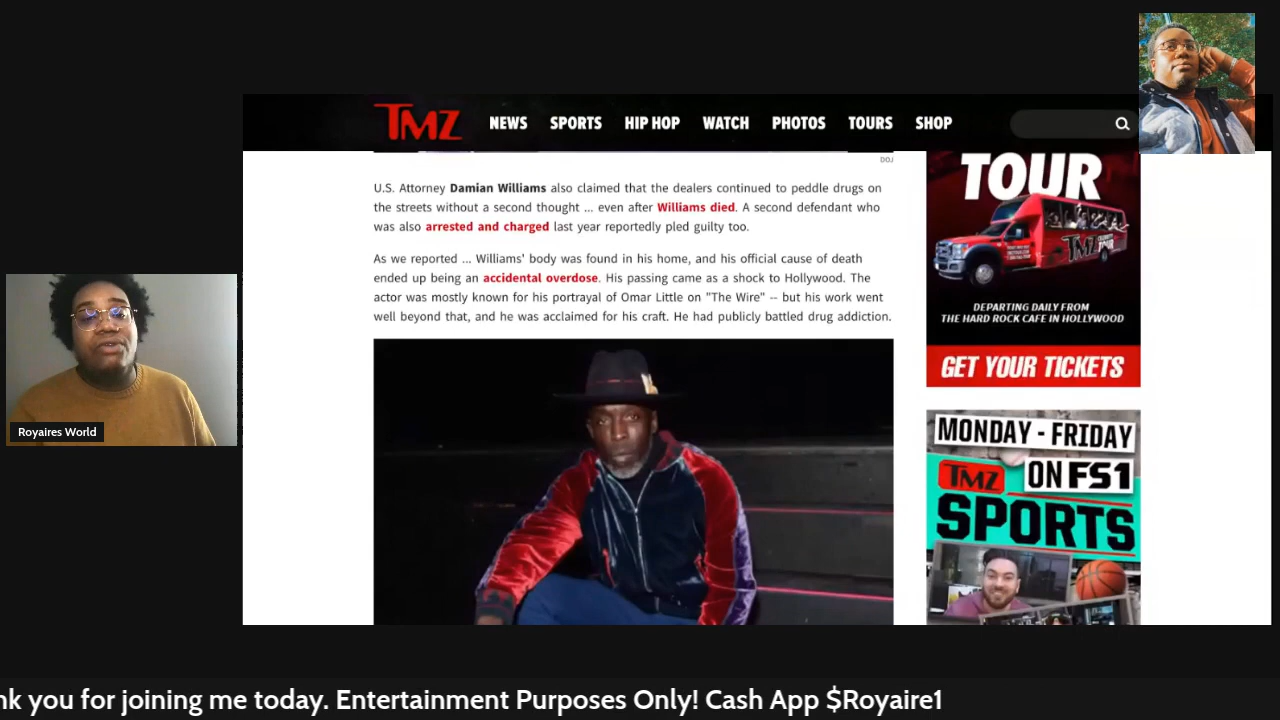 TMZ
NEWS
SPORTS
HIP HOP
WATCH
PHOTOS
TOURS
SHOP
DOJ
U.S. Attorney Damian Williams also claimed that the dealers continued to peddle drugs on
the streets without a second thought ... even after Williams died. A second defendant who
was also arrested and charged last year reportedly pled guilty too.
As we reported ... Williams' body was found in his home, and his official cause of death
ended up being an accidental overdose. His passing came as a shock to Hollywood. The
actor was mostly known for his portrayal of Omar Little on "The Wire" -- but his work went
well beyond that, and he was acclaimed for his craft. He had publicly battled drug addiction.
TOUR
TMZ
DEPARTING DAILY FROM
THE HARD ROCK CAFE IN HOLLYWOOD
GET YOUR TICKETS
MONDAY - FRIDAY
TMZ ON FS1
SPORTS
Royaires World
nk you for joining me today. Entertainment Purposes Only! Cash App $Royaire1